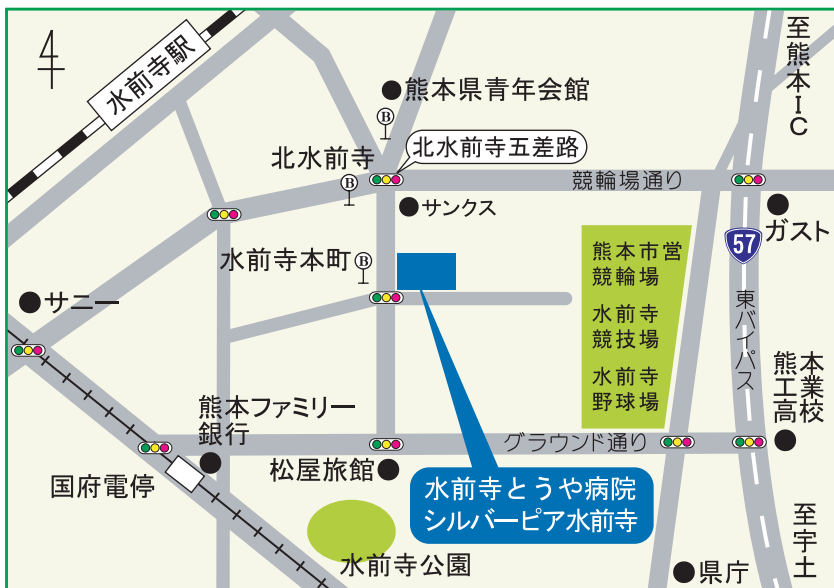 水前寺駅
熊本県青年会館
B
北水前寺
北水前寺五差路
B
競輪場通り
至熊本IC
サンクス
ガスト
水前寺本町
B
57
熊本市営
競輪場
水前寺
競技場
水前寺
野球場
サニー
東バイパス
熊本
工業
高校
熊本ファミリー
銀行
グラウンド通り
国府電停
松屋旅館
水前寺とうや病院
シルバーピア水前寺
至宇土
水前寺公園
県庁